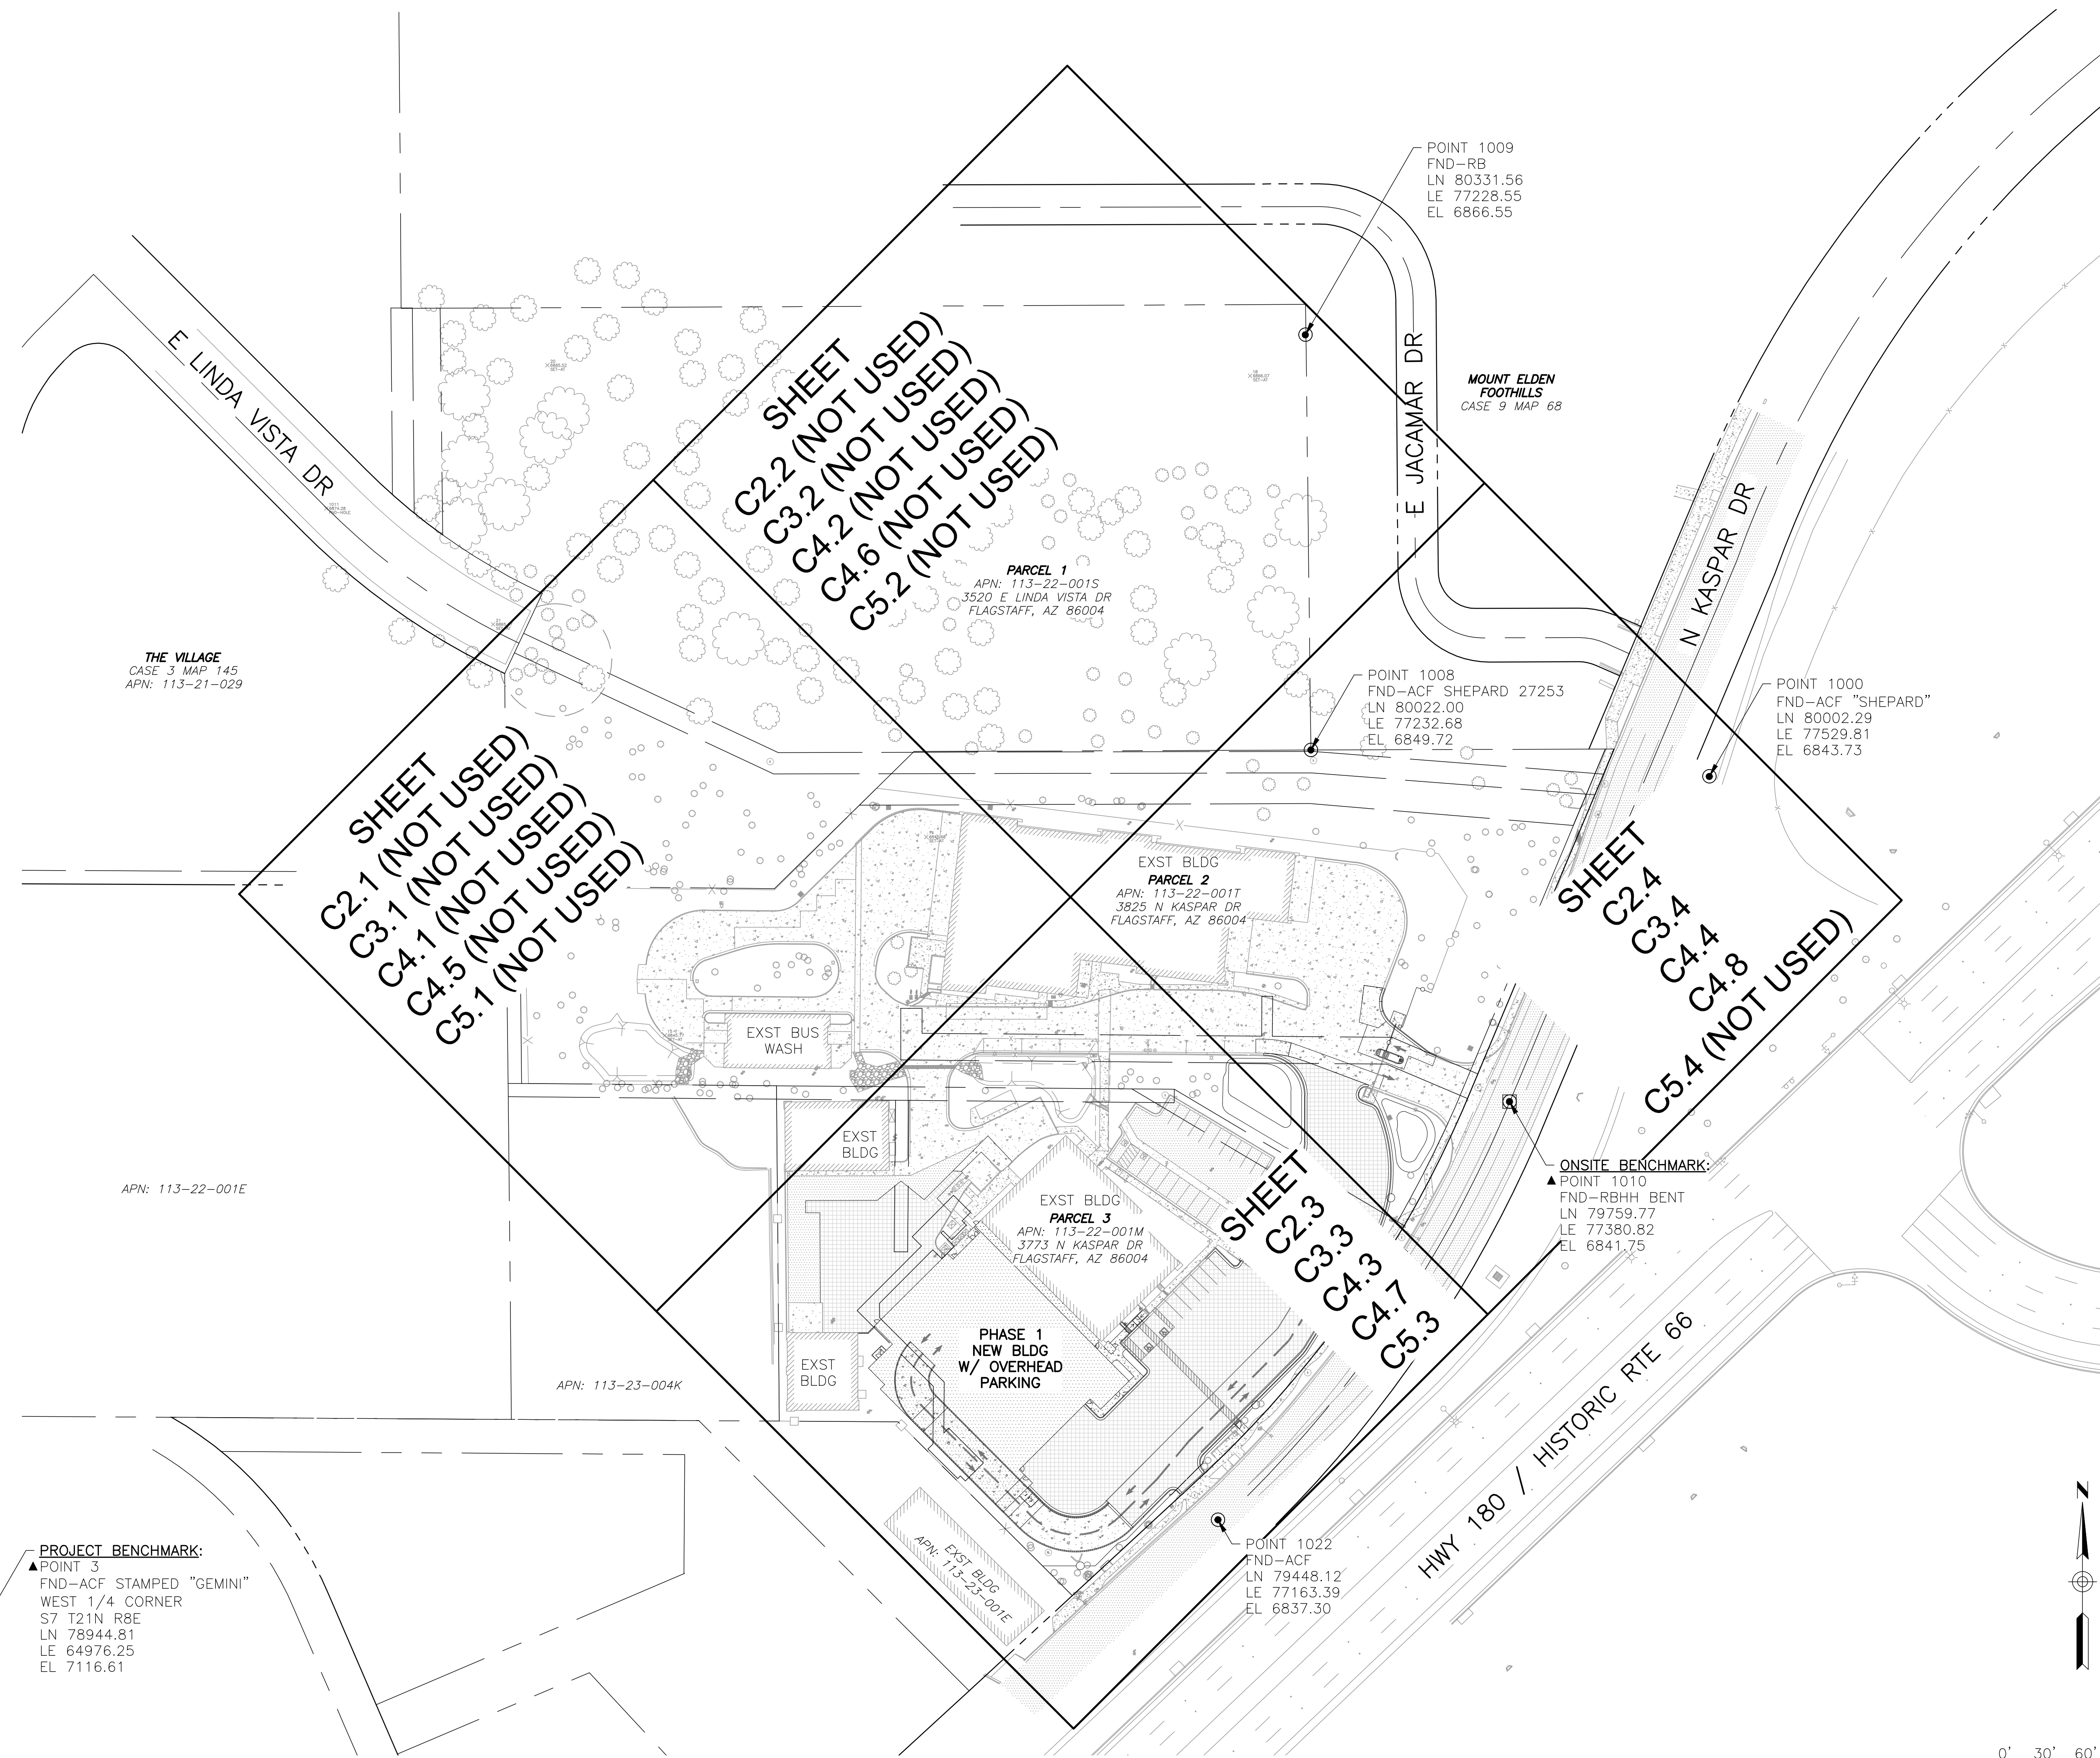 POINT 1009
FND-RB
LN 80331.56
LE 77228.55
EL 6866.55
E LINDA VISTA DR
E JACAMAR DR
MOUNT ELDEN
FOOTHILLS
CASE 9 MAP 68
N KASPAR DR
SHEET
C2.2 (NOT USED)
C3.2 (NOT USED)
C4.2 (NOT USED)
C4.6 (NOT USED)
C5.2 (NOT USED)
PARCEL 1
APN: 113-22-001S
3520 E LINDA VISTA DR
FLAGSTAFF, AZ 86004
THE VILLAGE
CASE 3 MAP 145
APN: 113-21-029
POINT 1008
FND-ACF SHEPARD 27253
LN 80022.00
LE 77232.68
EL 6849.72
POINT 1000
FND-ACF "SHEPARD"
LN 80002.29
LE 77529.81
EL 6843.73
SHEET
C2.1 (NOT USED)
C3.1 (NOT USED)
C4.1 (NOT USED)
C4.5 (NOT USED)
C5.1 (NOT USED)
EXST BLDG
PARCEL 2
APN: 113-22-001T
3825 N KASPAR DR
FLAGSTAFF, AZ 86004
SHEET
C2.4
C3.4
C4.4
C4.8
C5.4 (NOT USED)
EXST BUS
WASH
EXST
BLDG
APN: 113-22-001E
EXST BLDG
PARCEL 3
APN: 113-22-001M
3773 N KASPAR DR
FLAGSTAFF, AZ 86004
SHEET
C2.3
C3.3
C4.3
C4.7
C5.3
ONSITE BENCHMARK:
▲POINT 1010
FND-RBHH BENT
LN 79759.77
LE 77380.82
EL 6841.75
PHASE 1
NEW BLDG
W/ OVERHEAD
PARKING
EXST
BLDG
APN: 113-23-004K
HWY 180 / HISTORIC RTE 66
EXST BLDG
APN: 113-23-001E
POINT 1022
FND-ACF
LN 79448.12
LE 77163.39
EL 6837.30
PROJECT BENCHMARK:
▲POINT 3
FND-ACF STAMPED "GEMINI"
WEST 1/4 CORNER
S7 T21N R8E
LN 78944.81
LE 64976.25
EL 7116.61
N
0' 30' 60'